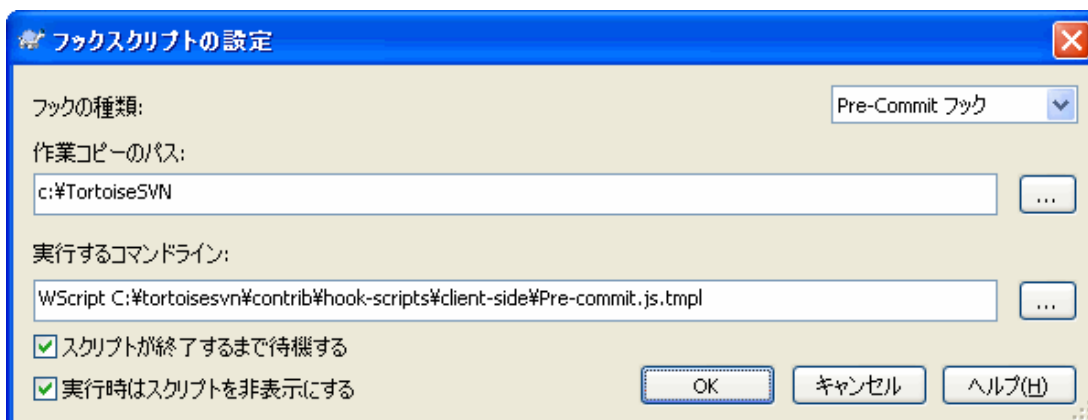 フックスクリプトの設定
フックの種類:
Pre-Commit フック
作業コピーのパス:
c:¥TortoiseSVN
...
実行するコマンドライン:
WScript C:¥tortoisesvn¥contrib¥hook-scripts¥client-side¥Pre-commit.js.tmpl
...
スクリプトが終了するまで待機する
実行時はスクリプトを非表示にする
OK
キャンセル
ヘルプ(H)